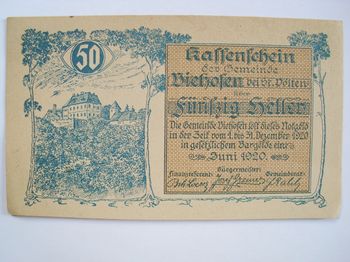 50
Kassenschein
der Gemeinde
Viehofen bei St. Pölten
über
Fünfzig Heller
Die Gemeinde Viehofen löst dieses Notgeld
in der Zeit vom 1. bis 31. Dezember 1920
in gesetzlichem Bargelde ein
Juni 1920.
Bürgermeister:
Finanzreferent: Gemeinderat: